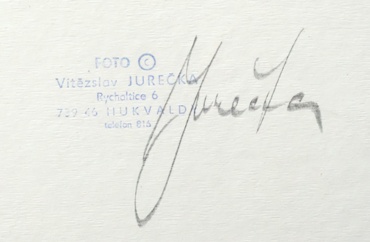 FOTO ©
Vítězslav JUREČKA
Rychaltice 6
739 46 HUKVALDY
telefon 815
Jurečka